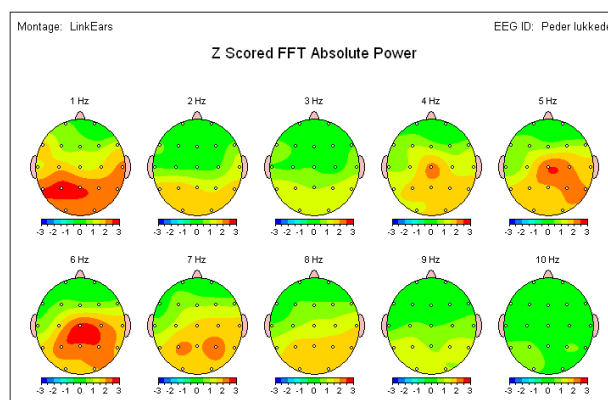 Montage: LinkEars EEG ID: Peder lukkede
Z Scored FFT Absolute Power
1 Hz 2 Hz 3 Hz 4 Hz 5 Hz
-3 -2 -1 0 1 2 3 -3 -2 -1 0 1 2 3 -3 -2 -1 0 1 2 3 -3 -2 -1 0 1 2 3 -3 -2 -1 0 1 2 3
6 Hz 7 Hz 8 Hz 9 Hz 10 Hz
-3 -2 -1 0 1 2 3 -3 -2 -1 0 1 2 3 -3 -2 -1 0 1 2 3 -3 -2 -1 0 1 2 3 -3 -2 -1 0 1 2 3